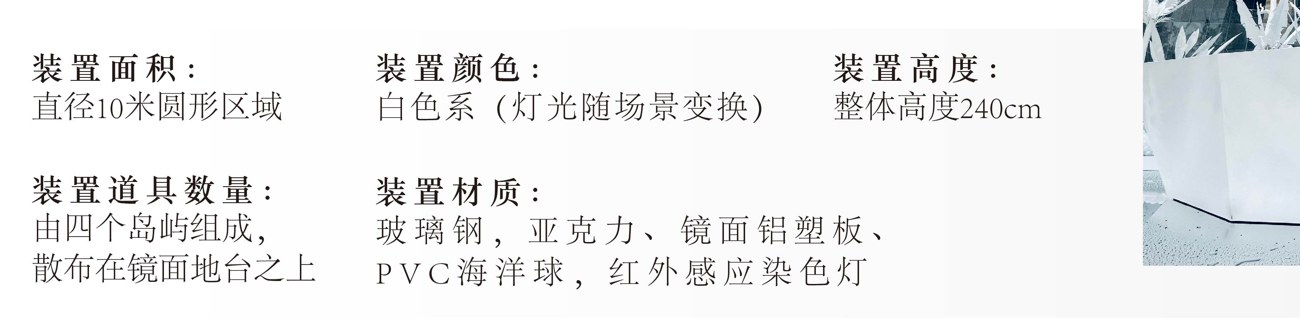 装置面积：
直径10米圆形区域
装置颜色：
白色系（灯光随场景变换）
装置高度：
整体高度240cm
装置道具数量：
由四个岛屿组成，
散布在镜面地台之上
装置材质：
玻璃钢，亚克力、镜面铝塑板、
PVC海洋球，红外感应染色灯